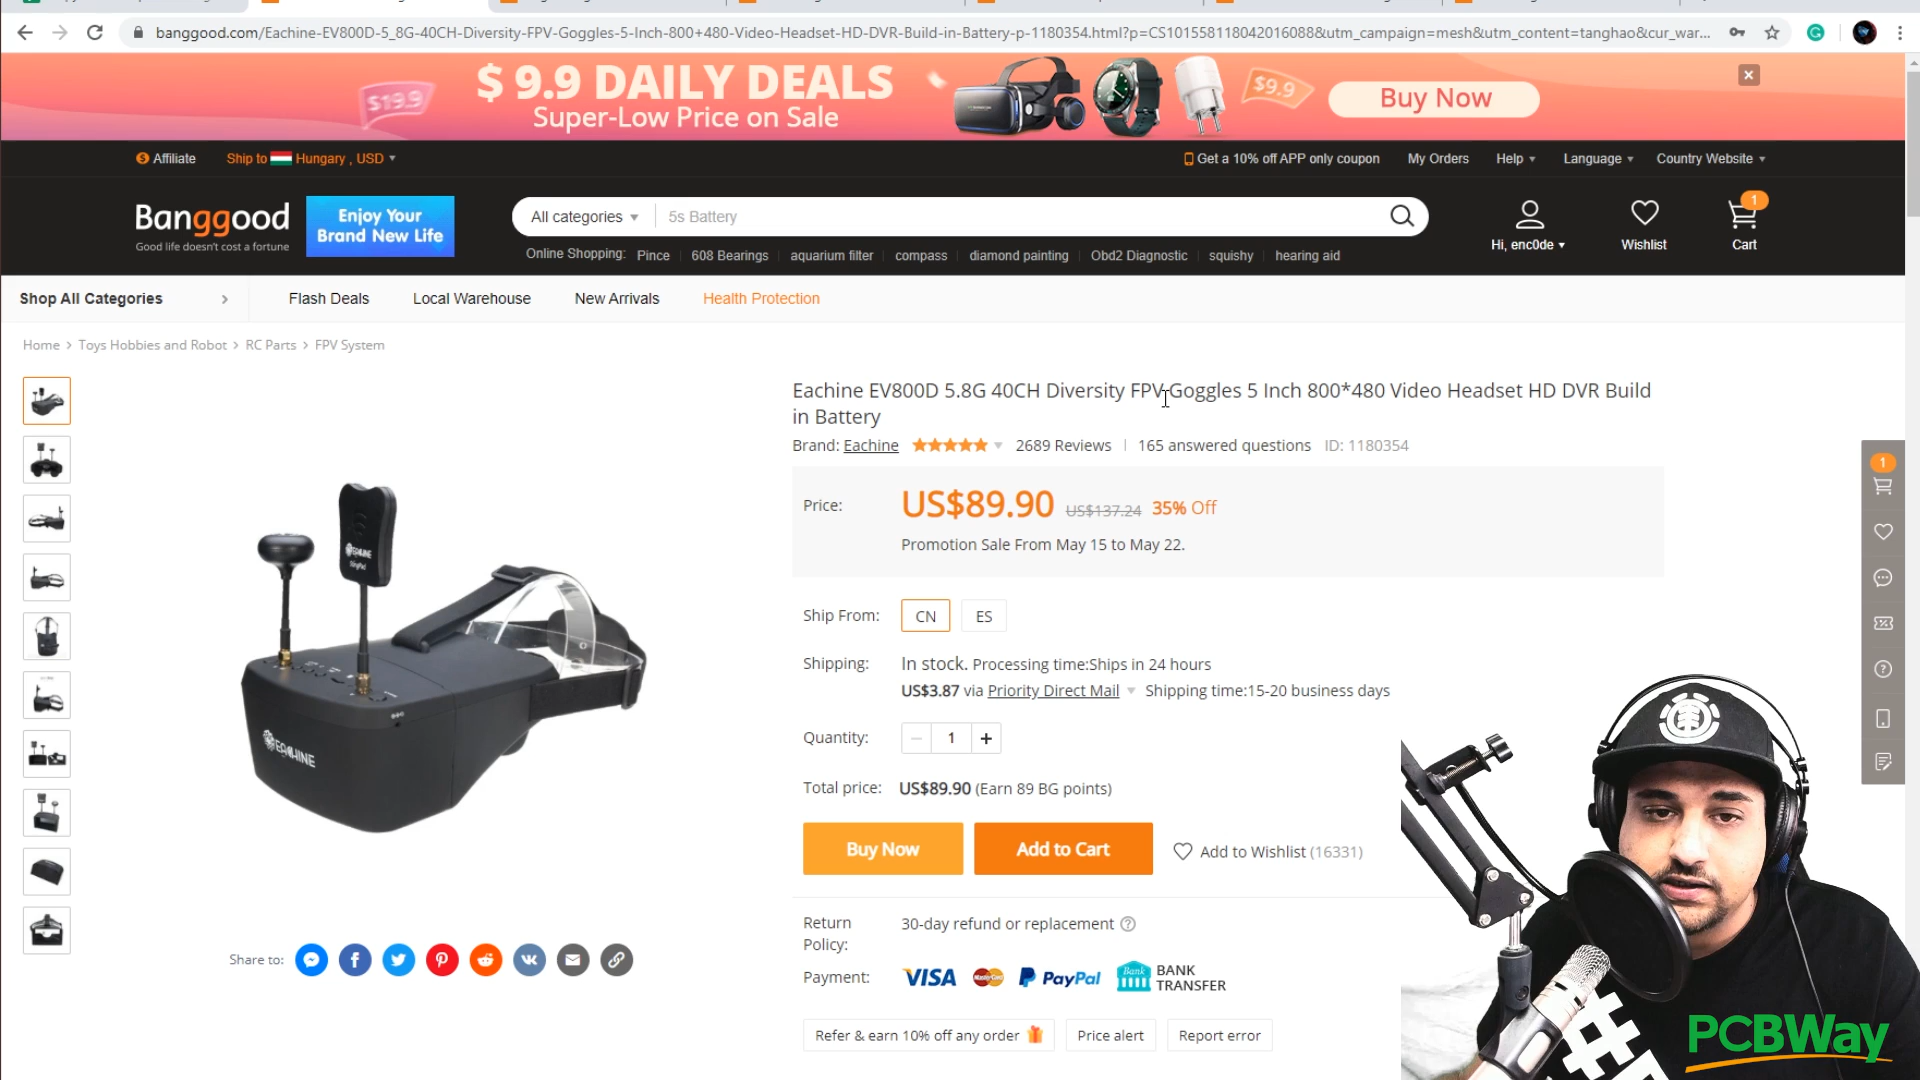 banggood.com/Eachine-EV800D-5_8G-40CH-Diversity-FPV-Goggles-5-Inch-800+480-Video-Headset-HD-DVR-Build-in-Battery-p-1180354.html?p=CS101558118042016088&utm_campaign=mesh&utm_content=tanghao&cur_war...
$19.9
$ 9.9 DAILY DEALS
Super-Low Price on Sale
$9.9
Buy Now
Affiliate
Ship to Hungary , USD
Get a 10% off APP only coupon
My Orders
Help
Language
Country Website
Banggood
Good life doesn't cost a fortune
Enjoy Your
Brand New Life
All categories
5s Battery
Online Shopping: Pince 608 Bearings aquarium filter compass diamond painting Obd2 Diagnostic squishy hearing aid
Hi, enc0de
Wishlist
1
Cart
Shop All Categories
Flash Deals
Local Warehouse
New Arrivals
Health Protection
Home > Toys Hobbies and Robot > RC Parts > FPV System
Eachine EV800D 5.8G 40CH Diversity FPV Goggles 5 Inch 800*480 Video Headset HD DVR Build
in Battery
Brand: Eachine 2689 Reviews | 165 answered questions ID: 1180354
Price: US$89.90 US$137.24 35% Off
Promotion Sale From May 15 to May 22.
Ship From: CN ES
Shipping: In stock. Processing time:Ships in 24 hours
US$3.87 via Priority Direct Mail Shipping time:15-20 business days
Quantity: 1 +
Total price: US$89.90 (Earn 89 BG points)
Buy Now
Add to Cart
Add to Wishlist (16331)
Return
Policy:
30-day refund or replacement
Payment: VISA MasterCard PayPal Bank BANK
TRANSFER
Refer & earn 10% off any order
Price alert
Report error
Share to:
EACHINE
EACHINE
1
PCBWay